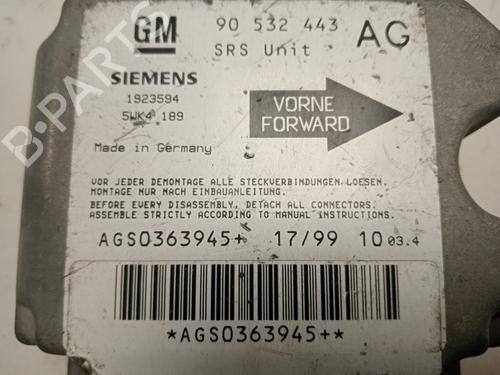 GM 90 532 443 AG
SRS Unit
SIEMENS
1923594
5WK4 189
VORNE
FORWARD
Made in Germany
VOR JEDER DEMONTAGE ALLE STECKVERBINDUNGEN LOESEN.
MONTAGE NUR NACH EINBAUANLEITUNG.
BEFORE EVERY DISASSEMBLY, DETACH ALL CONNECTORS.
ASSEMBLE STRICTLY ACCORDING TO MANUAL INSTRUCTIONS.
AGS0363945+ 17/99 10 03.4
*AGS0363945+*
B-PARTS